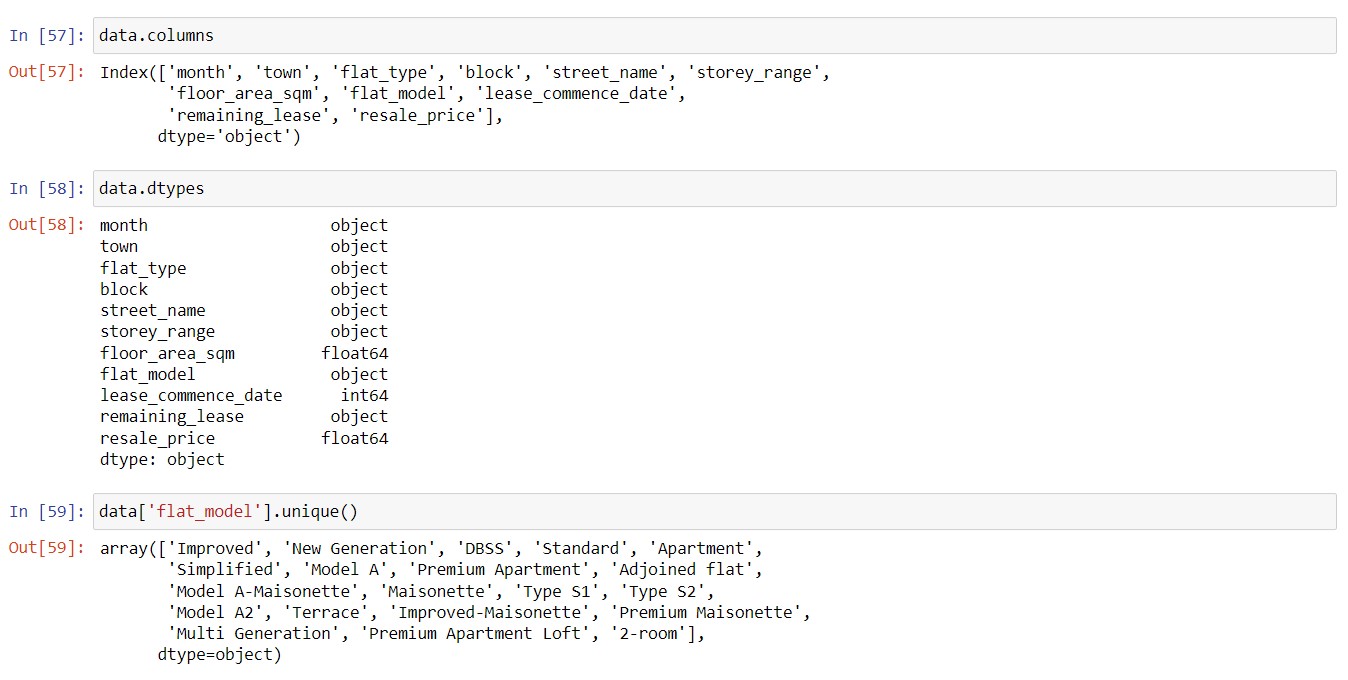 In [57]: data.columns
Out[57]: Index(['month', 'town', 'flat_type', 'block', 'street_name', 'storey_range',
       'floor_area_sqm', 'flat_model', 'lease_commence_date',
       'remaining_lease', 'resale_price'],
      dtype='object')
In [58]: data.dtypes
Out[58]: month                   object
town                    object
flat_type               object
block                   object
street_name             object
storey_range            object
floor_area_sqm         float64
flat_model              object
lease_commence_date      int64
remaining_lease         object
resale_price           float64
dtype: object
In [59]: data['flat_model'].unique()
Out[59]: array(['Improved', 'New Generation', 'DBSS', 'Standard', 'Apartment',
       'Simplified', 'Model A', 'Premium Apartment', 'Adjoined flat',
       'Model A-Maisonette', 'Maisonette', 'Type S1', 'Type S2',
       'Model A2', 'Terrace', 'Improved-Maisonette', 'Premium Maisonette',
       'Multi Generation', 'Premium Apartment Loft', '2-room'],
      dtype=object)